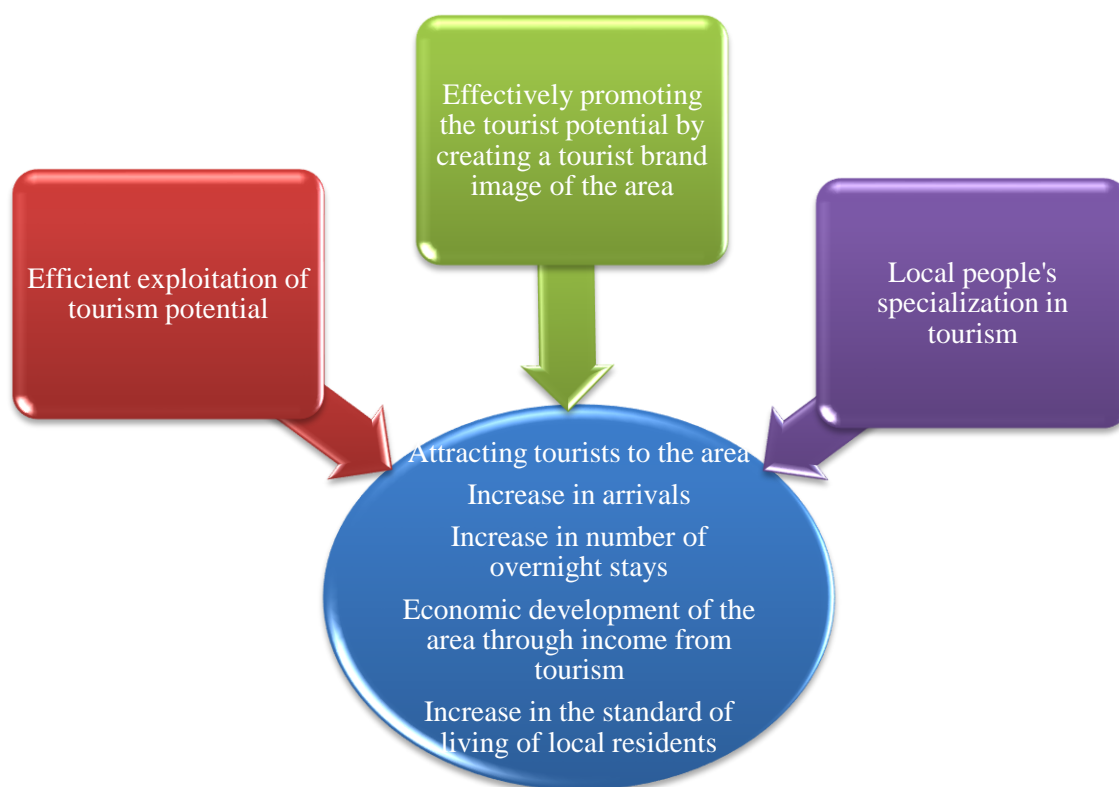 Effectively promoting
the tourist potential by
creating a tourist brand
image of the area
Efficient exploitation of
tourism potential
Local people's
specialization in
tourism
Attracting tourists to the area
Increase in arrivals
Increase in number of
overnight stays
Economic development of the
area through income from
tourism
Increase in the standard of
living of local residents